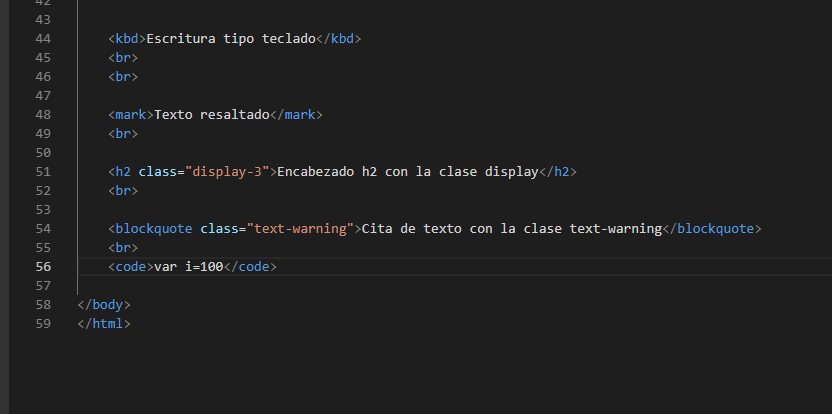 42
43
44 <kbd>Escritura tipo teclado</kbd>
45 <br>
46 <br>
47
48 <mark>Texto resaltado</mark>
49 <br>
50
51 <h2 class="display-3">Encabezado h2 con la clase display</h2>
52 <br>
53
54 <blockquote class="text-warning">Cita de texto con la clase text-warning</blockquote>
55 <br>
56 <code>var i=100</code>
57
58 </body>
59 </html>